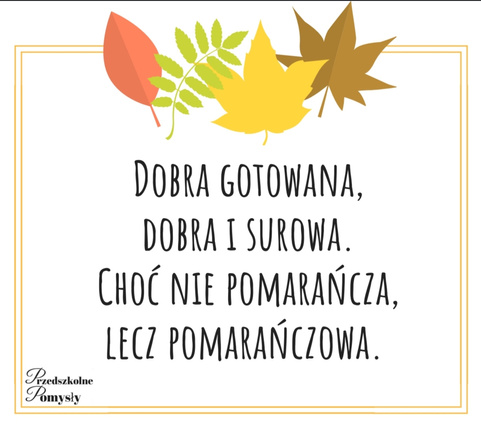 Dobra gotowana,
dobra i surowa.
Choć nie pomarańcza,
lecz pomarańczowa.
Przedszkolne
Pomysły